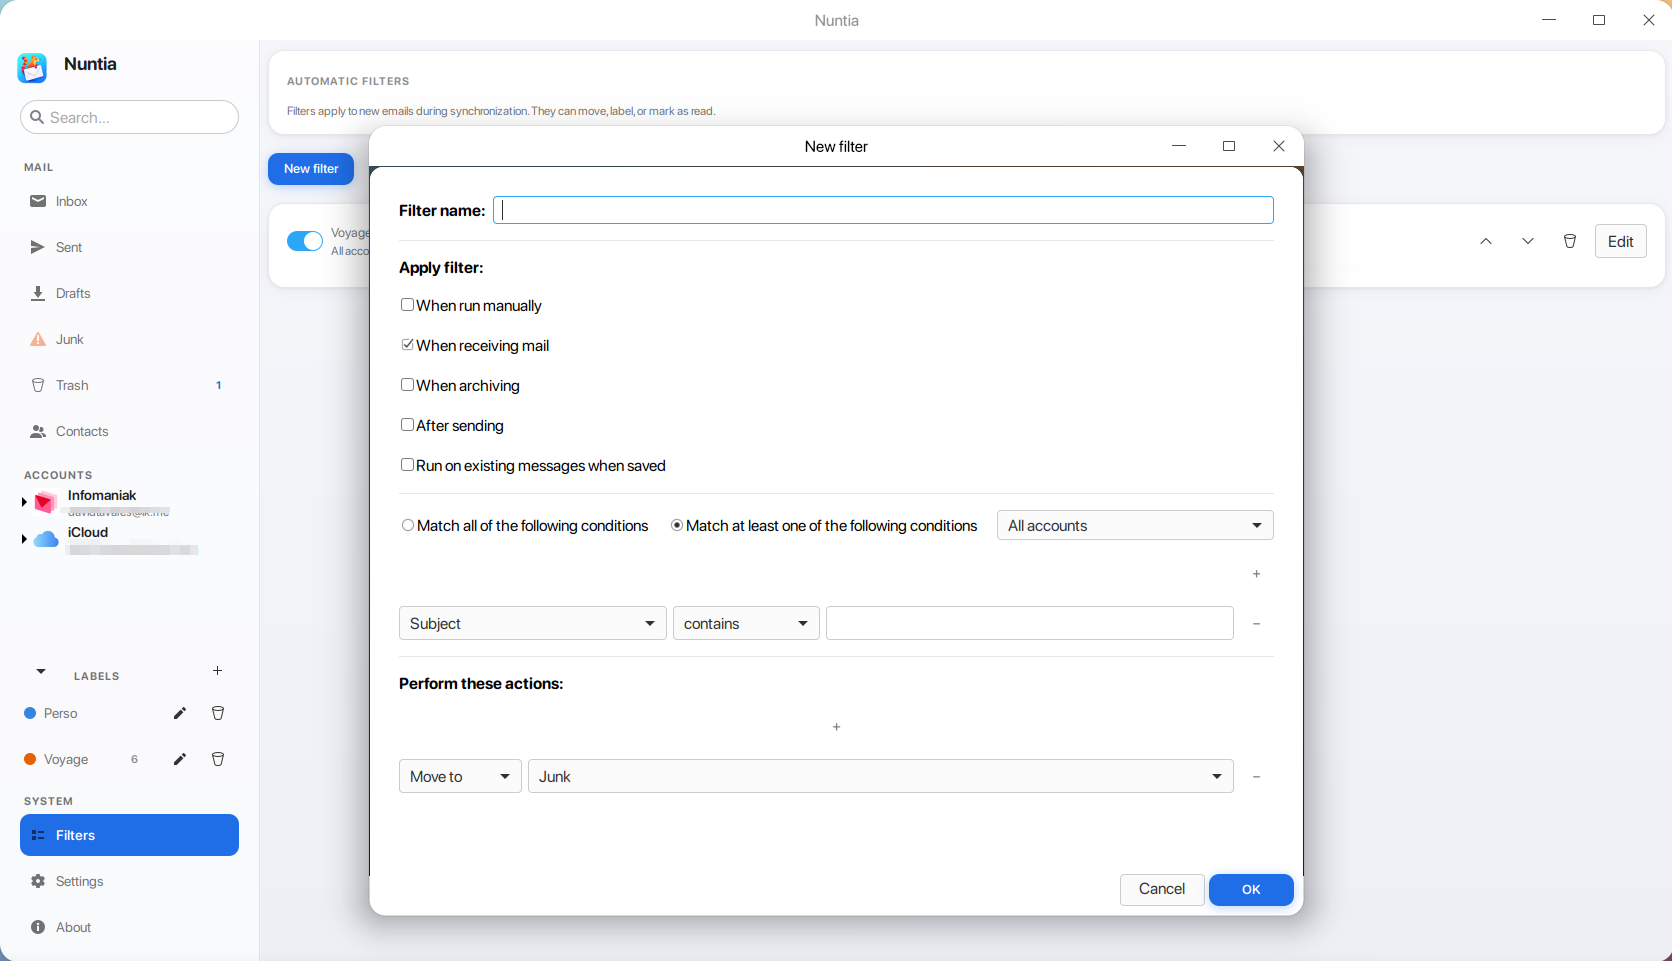 Nuntia
Nuntia
Search...
MAIL
Inbox
Sent
Drafts
Junk
Trash 1
Contacts
ACCOUNTS
Infomaniak
iCloud
LABELS +
Perso
Voyage 6
SYSTEM
Filters
Settings
About
AUTOMATIC FILTERS
Filters apply to new emails during synchronization. They can move, label, or mark as read.
New filter
Voyage
All acco
Edit
New filter
Filter name:
Apply filter:
When run manually
When receiving mail
When archiving
After sending
Run on existing messages when saved
Match all of the following conditions Match at least one of the following conditions All accounts
+
Subject contains −
Perform these actions:
+
Move to Junk −
Cancel OK